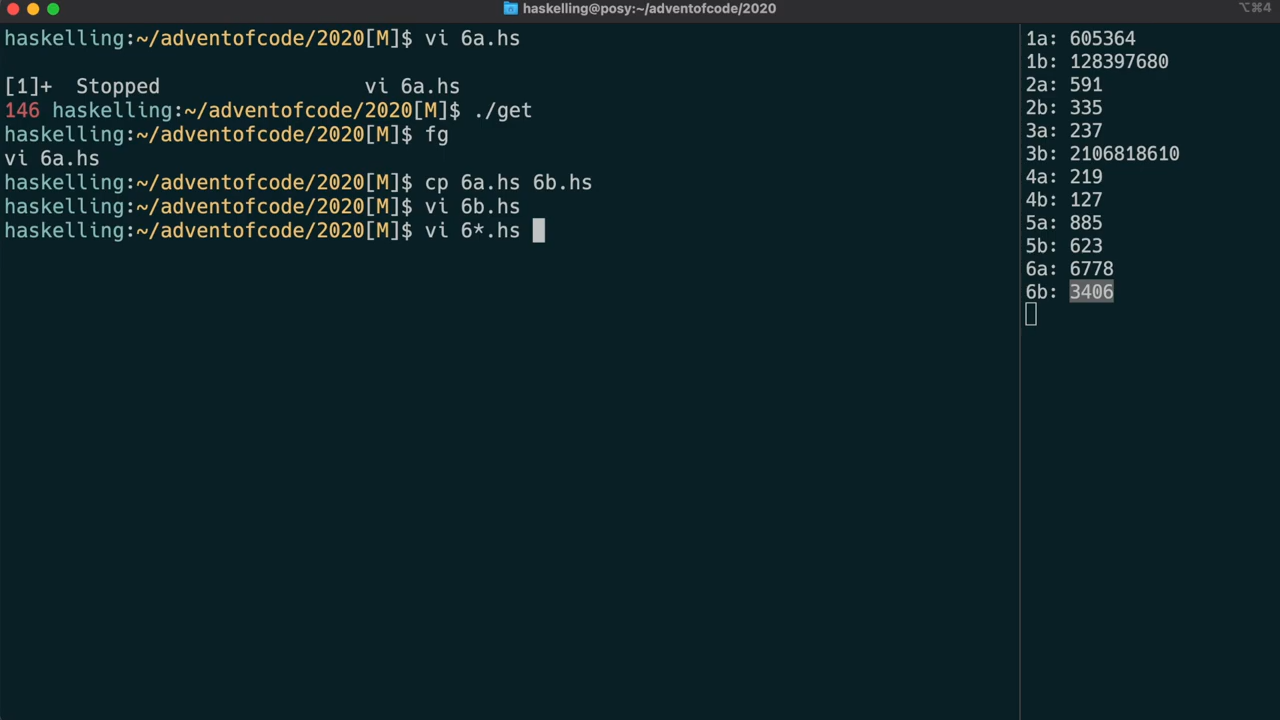 haskelling@posy:~/adventofcode/2020
⌥⌘4
haskelling:~/adventofcode/2020[M]$ vi 6a.hs
[1]+  Stopped                 vi 6a.hs
146 haskelling:~/adventofcode/2020[M]$ ./get
haskelling:~/adventofcode/2020[M]$ fg
vi 6a.hs
haskelling:~/adventofcode/2020[M]$ cp 6a.hs 6b.hs
haskelling:~/adventofcode/2020[M]$ vi 6b.hs
haskelling:~/adventofcode/2020[M]$ vi 6*.hs
1a: 605364
1b: 128397680
2a: 591
2b: 335
3a: 237
3b: 2106818610
4a: 219
4b: 127
5a: 885
5b: 623
6a: 6778
6b: 3406